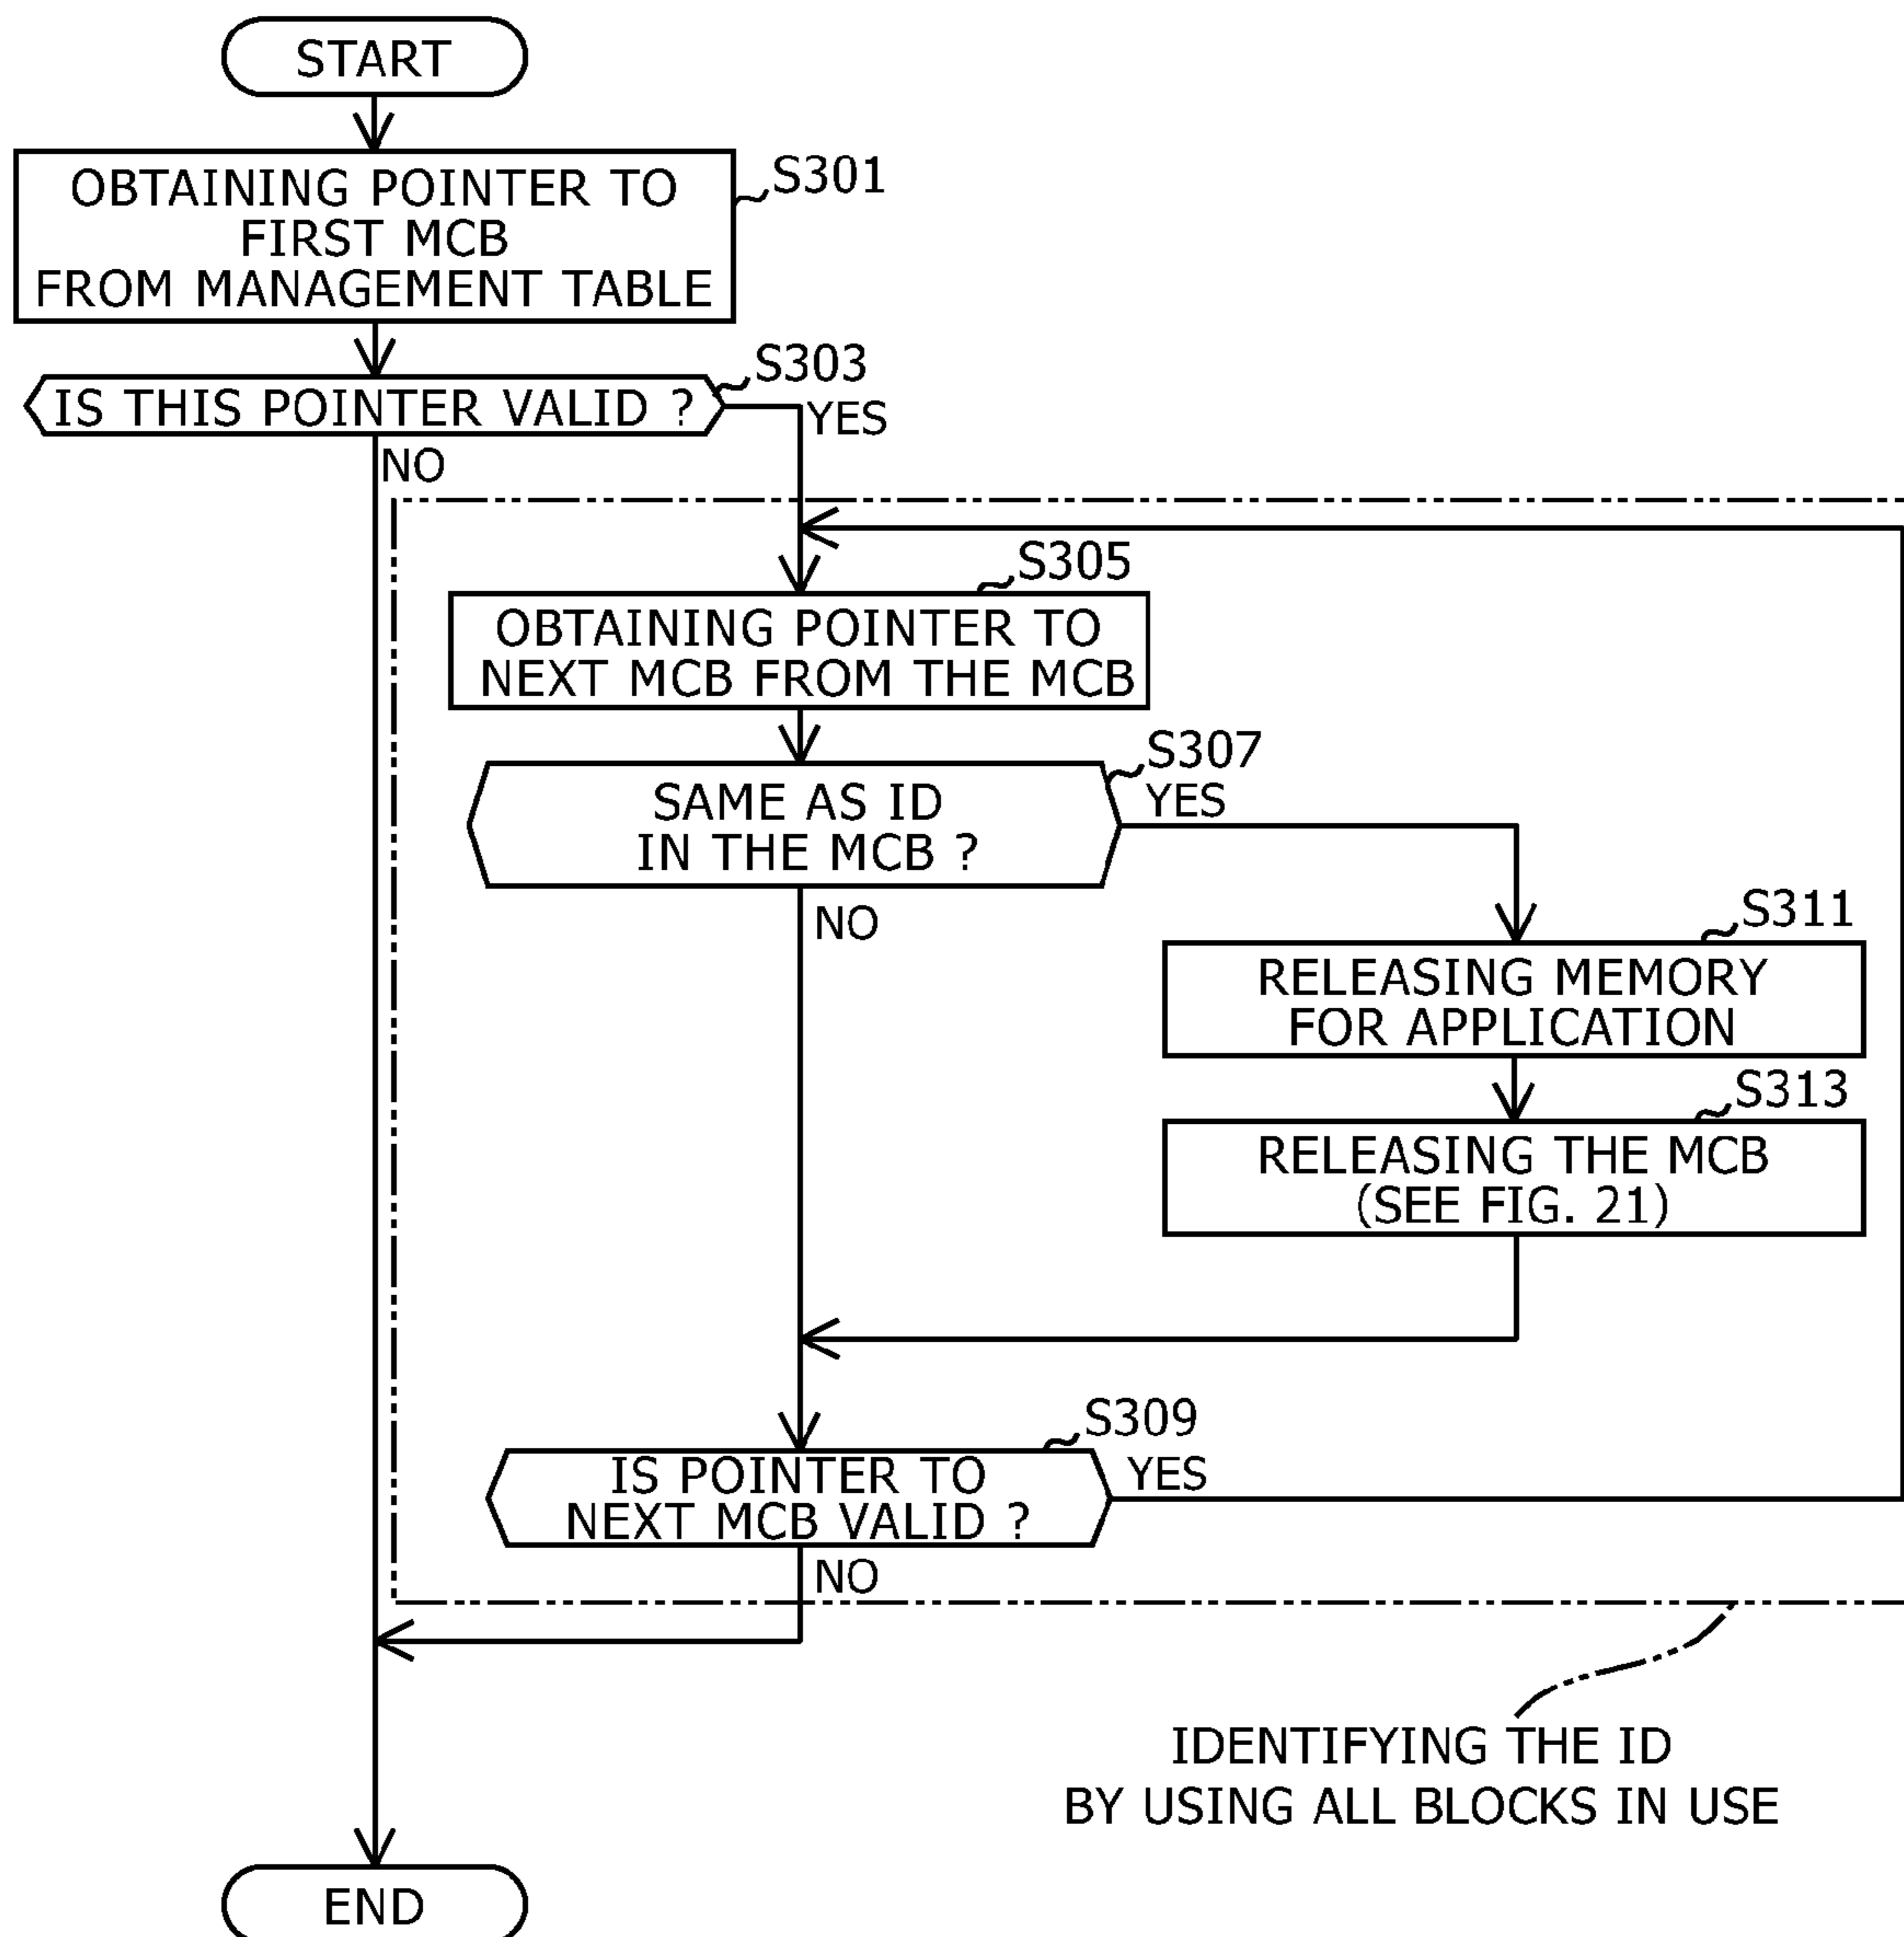 START
OBTAINING POINTER TO
FIRST MCB
FROM MANAGEMENT TABLE
S301
IS THIS POINTER VALID ?
S303
YES
NO
S305
OBTAINING POINTER TO
NEXT MCB FROM THE MCB
S307
YES
SAME AS ID
IN THE MCB ?
NO
S311
RELEASING MEMORY
FOR APPLICATION
S313
RELEASING THE MCB
(SEE FIG. 21)
S309
IS POINTER TO
NEXT MCB VALID ?
YES
NO
IDENTIFYING THE ID
BY USING ALL BLOCKS IN USE
END